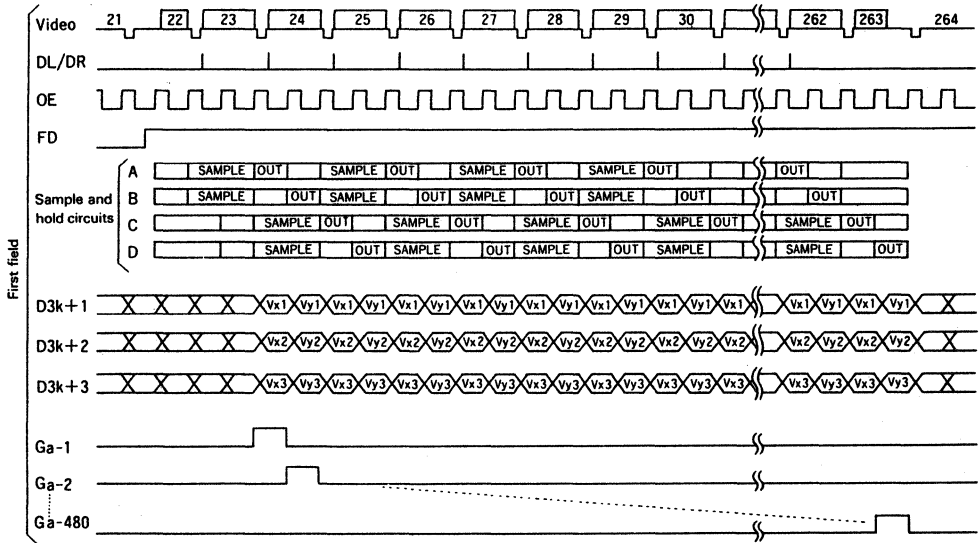 First field
Video 21 22 23 24 25 26 27 28 29 30 262 263 264
DL/DR
OE
FD
Sample and
hold circuits
A SAMPLE OUT SAMPLE OUT SAMPLE OUT SAMPLE OUT OUT
B SAMPLE OUT SAMPLE OUT SAMPLE OUT SAMPLE OUT OUT
C SAMPLE OUT SAMPLE OUT SAMPLE OUT SAMPLE OUT SAMPLE OUT
D SAMPLE OUT SAMPLE OUT SAMPLE OUT SAMPLE OUT SAMPLE OUT
D3k+1 Vx1 Vy1 Vx1 Vy1 Vx1 Vy1 Vx1 Vy1 Vx1 Vy1 Vx1 Vy1 Vx1 Vy1 Vx1 Vx1 Vy1 Vx1 Vy1
D3k+2 Vx2 Vy2 Vx2 Vy2 Vx2 Vy2 Vx2 Vy2 Vx2 Vy2 Vx2 Vy2 Vx2 Vy2 Vx2 Vx2 Vy2 Vx2 Vy2
D3k+3 Vx3 Vy3 Vx3 Vy3 Vx3 Vy3 Vx3 Vy3 Vx3 Vy3 Vx3 Vy3 Vx3 Vy3 Vx3 Vx3 Vy3 Vx3 Vy3
Ga-1
Ga-2
Ga-480